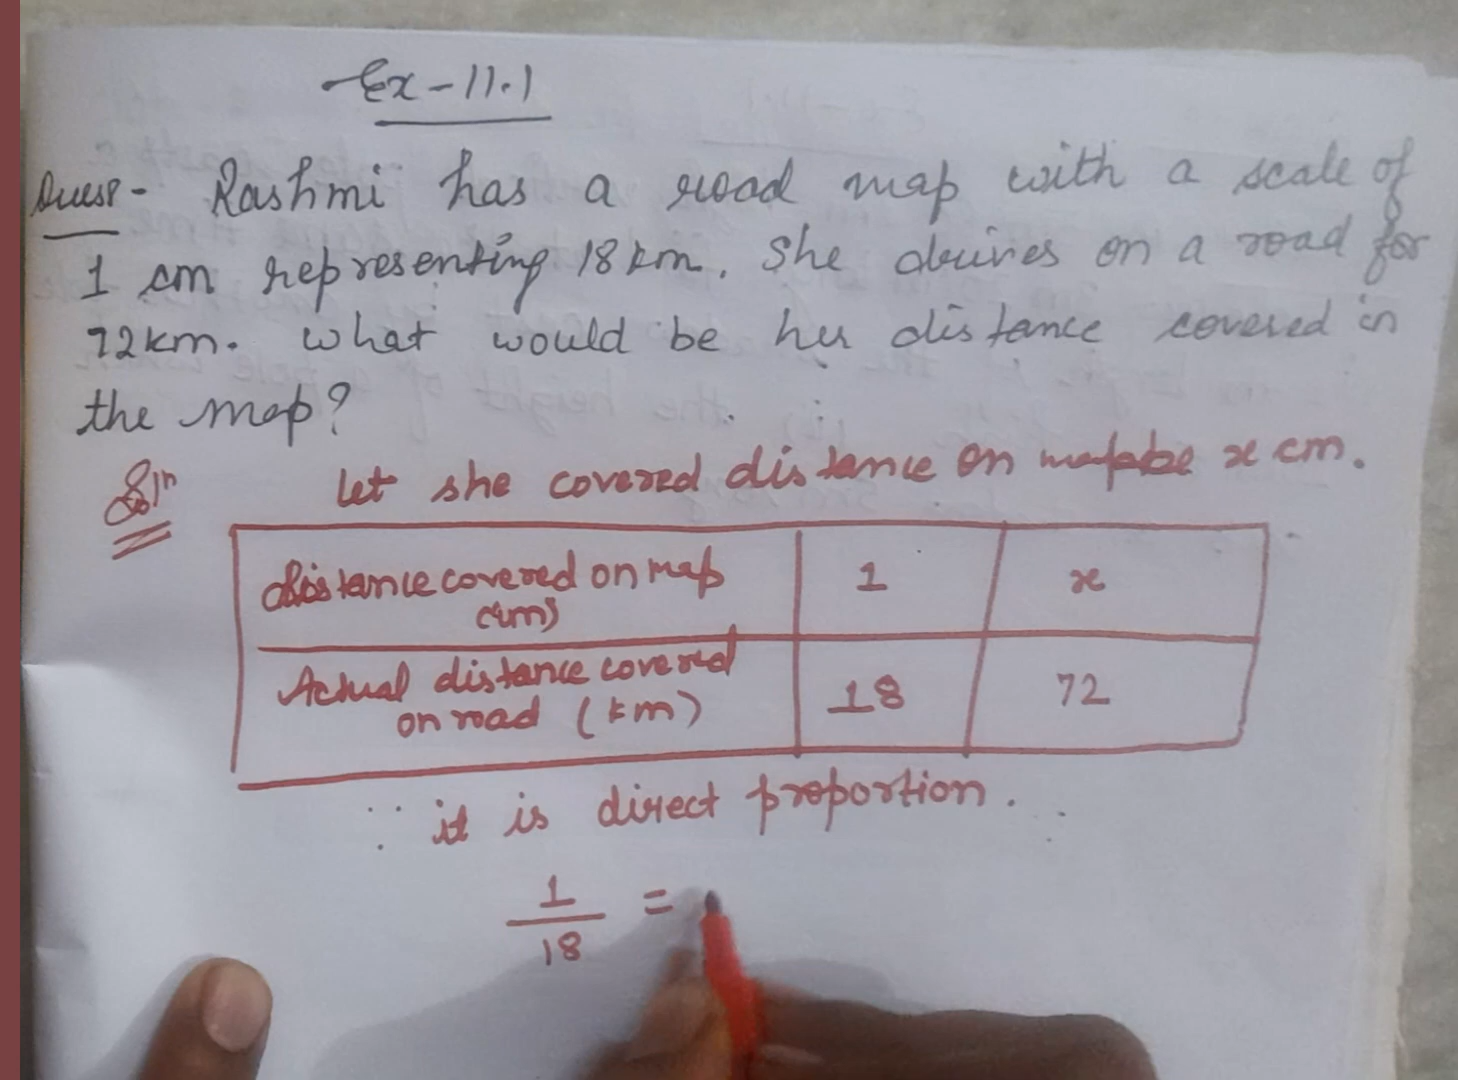 Ex-11.1
Ques- Rashmi has a road map with a scale of
1 cm representing 18 km. She drives on a road for
72km. What would be her distance covered in
the map?
Soln
Let she covered distance on map be x cm.
distance covered on map 1 x
(cm)
Actual distance covered
on road (km) 18 72
∵ it is direct proportion.
1
=
18